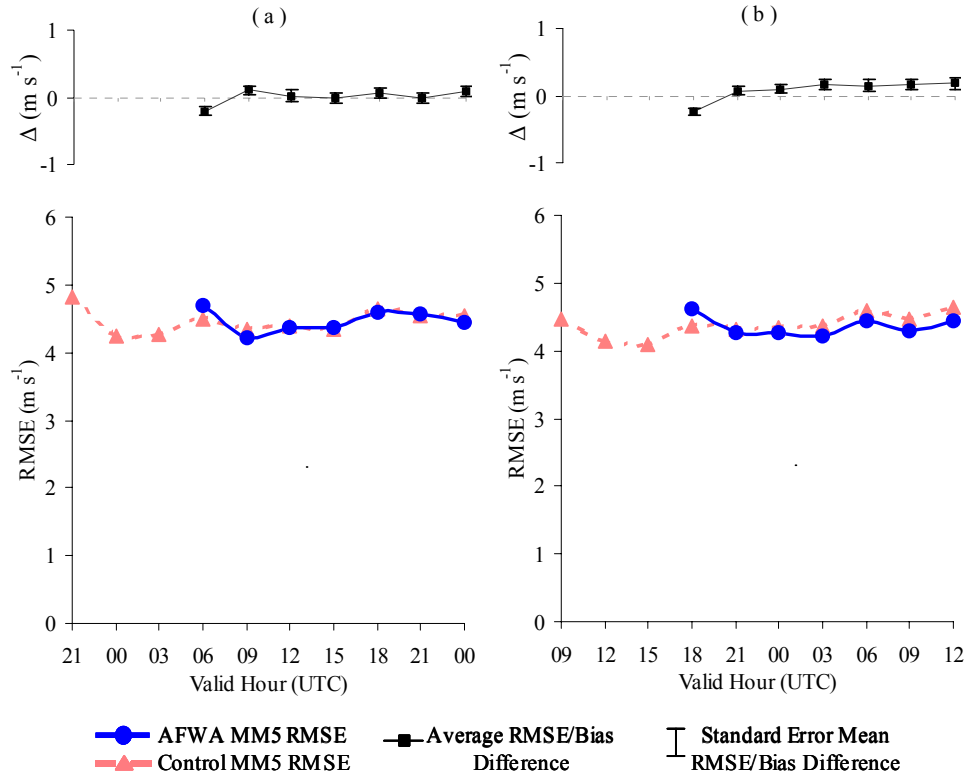 ( a )
( b )
1
0
-1
Δ (m s⁻¹)
1
0
-1
Δ (m s⁻¹)
6
5
4
3
2
1
0
RMSE (m s⁻¹)
21 00 03 06 09 12 15 18 21 00
Valid Hour (UTC)
6
5
4
3
2
1
0
RMSE (m s⁻¹)
09 12 15 18 21 00 03 06 09 12
Valid Hour (UTC)
AFWA MM5 RMSE
Control MM5 RMSE
Average RMSE/Bias
Difference
Standard Error Mean
RMSE/Bias Difference